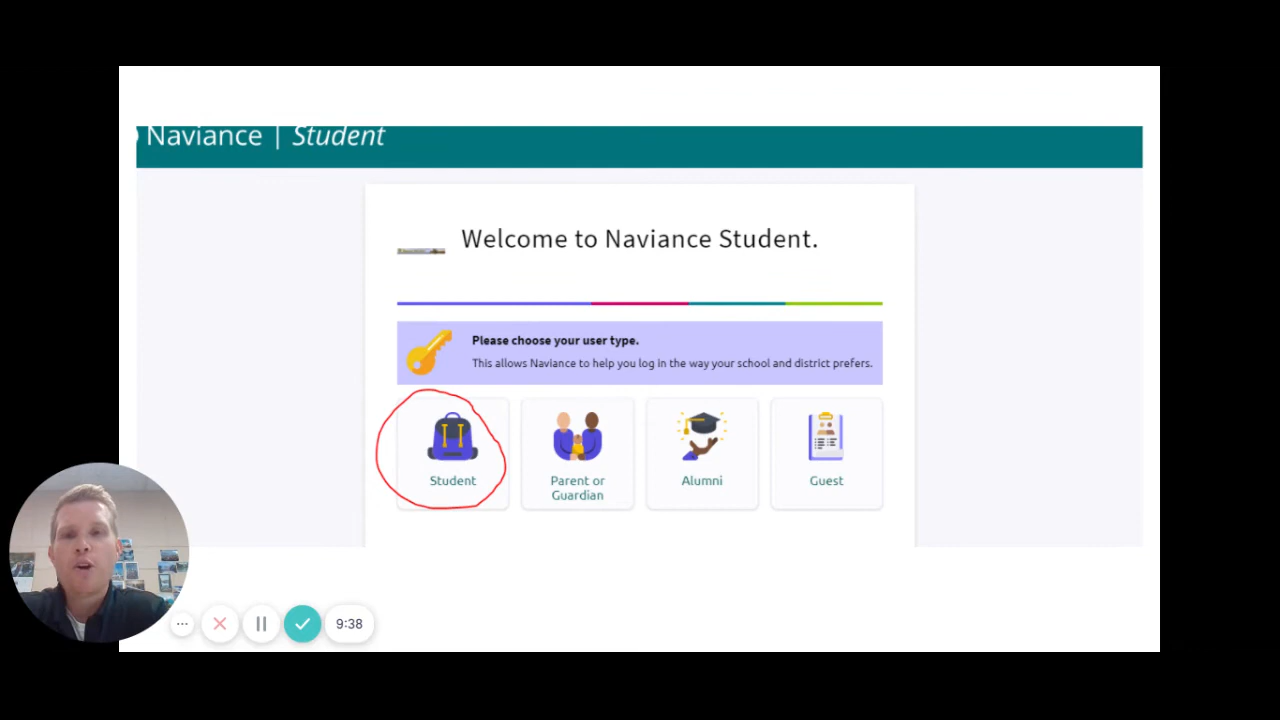 Naviance | Student
Welcome to Naviance Student.
Please choose your user type.
This allows Naviance to help you log in the way your school and district prefers.
Student
Parent or
Guardian
Alumni
Guest
9:38